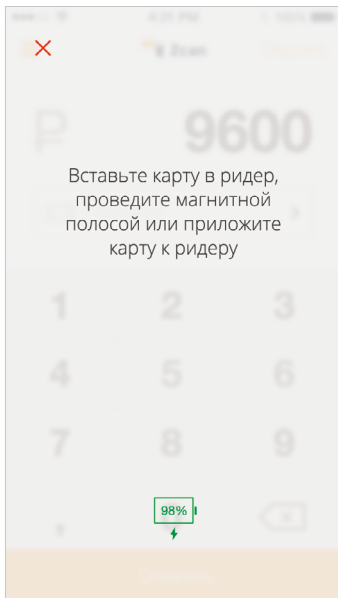 4:21 PM
2can
₽ 9600
Вставьте карту в ридер,
проведите магнитной
полосой или приложите
карту к ридеру
1 2 3
4 5 6
7 8 9
,
98%